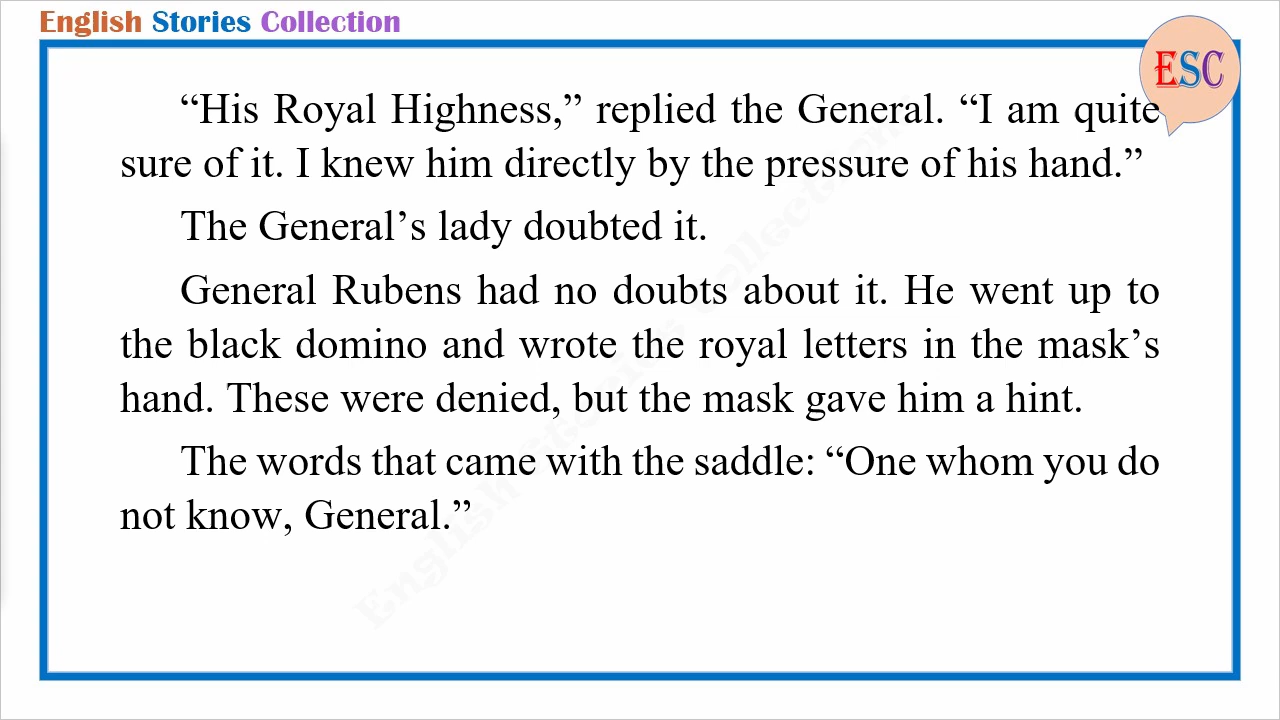 English Stories Collection
ESC
“His Royal Highness,” replied the General. “I am quite
sure of it. I knew him directly by the pressure of his hand.”
The General’s lady doubted it.
General Rubens had no doubts about it. He went up to
the black domino and wrote the royal letters in the mask’s
hand. These were denied, but the mask gave him a hint.
The words that came with the saddle: “One whom you do
not know, General.”
English Stories Collection